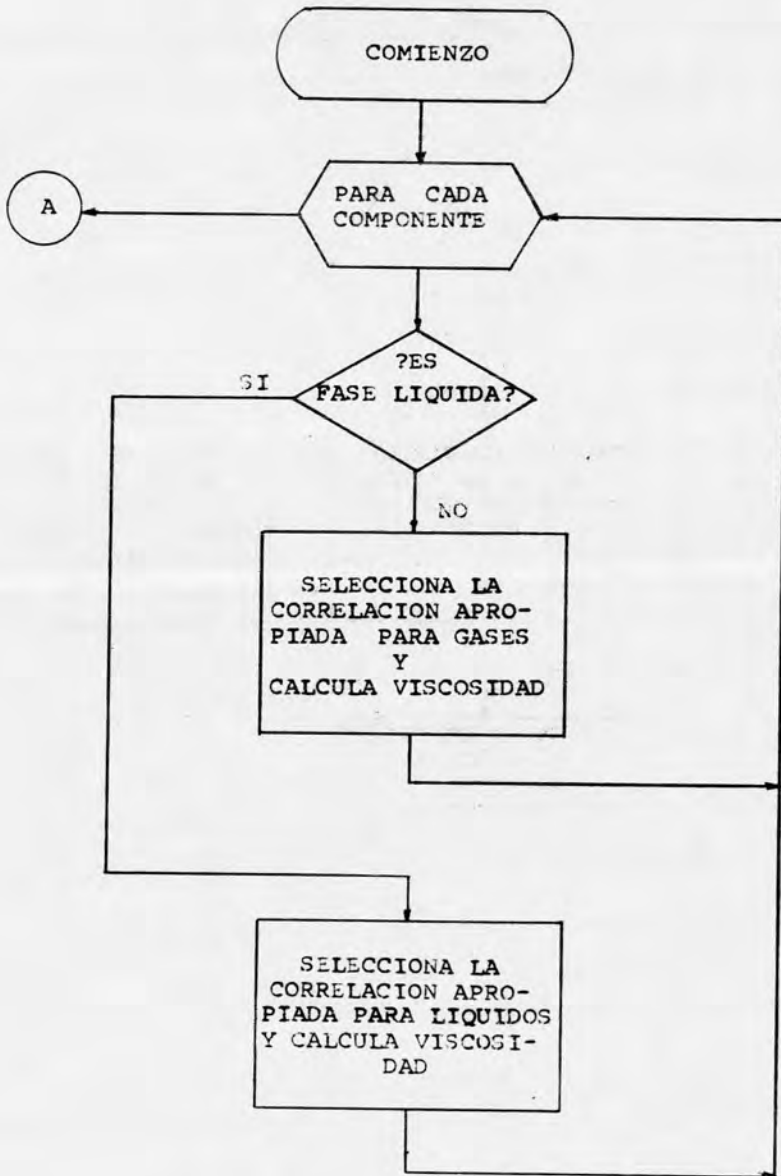 COMIENZO
PARA CADA
COMPONENTE
A
?ES
FASE LIQUIDA?
SI
NO
SELECCIONA LA
CORRELACION APRO-
PIADA PARA GASES
Y
CALCULA VISCOSIDAD
SELECCIONA LA
CORRELACION APRO-
PIADA PARA LIQUIDOS
Y CALCULA VISCOSI-
DAD